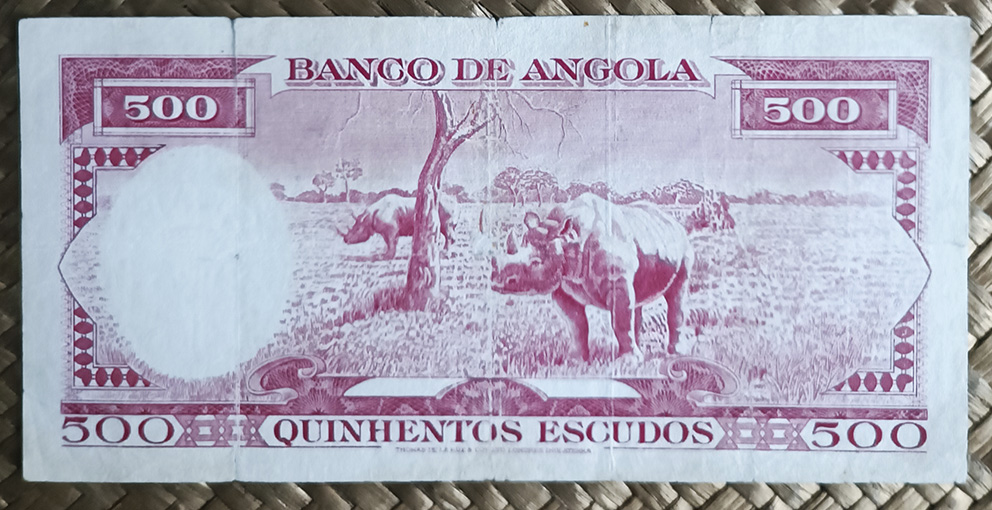 BANCO DE ANGOLA
500
500
500 QUINHENTOS ESCUDOS 500